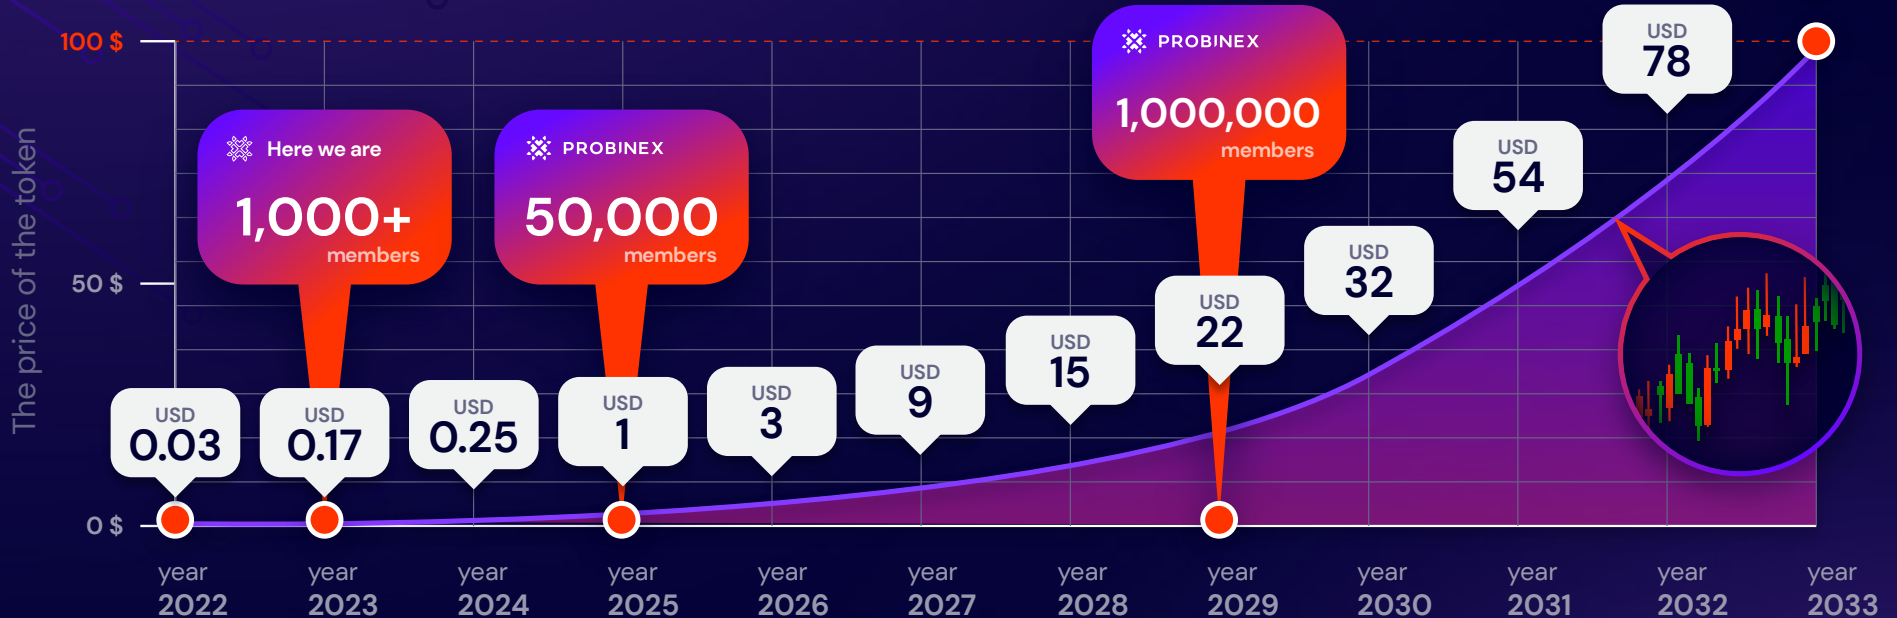 The price of the token
100 $
50 $
0 $
Here we are
1,000+
members
PROBINEX
50,000
members
PROBINEX
1,000,000
members
USD
0.03
USD
0.17
USD
0.25
USD
1
USD
3
USD
9
USD
15
USD
22
USD
32
USD
54
USD
78
year
2022
year
2023
year
2024
year
2025
year
2026
year
2027
year
2028
year
2029
year
2030
year
2031
year
2032
year
2033